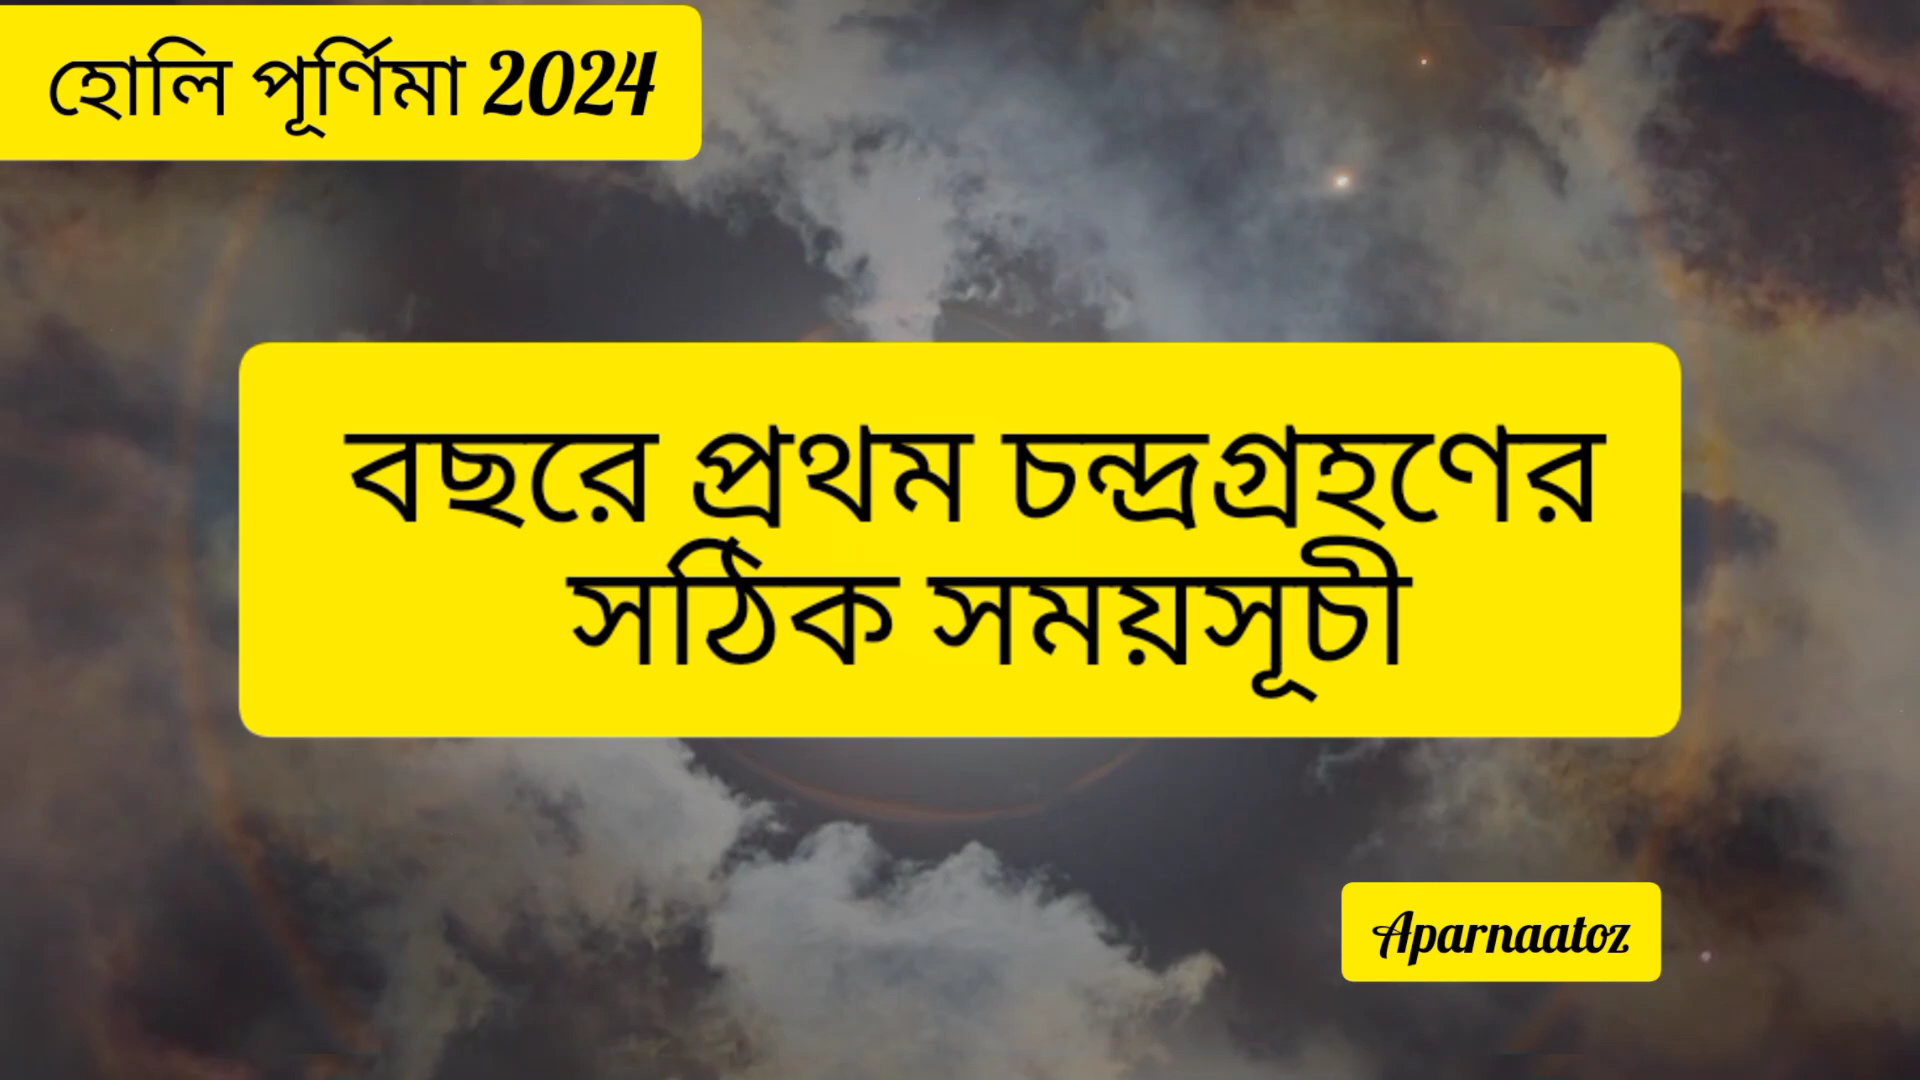 হোলি পূর্ণিমা 2024
বছরে প্রথম চন্দ্রগ্রহণের
সঠিক সময়সূচী
Aparnaatoz